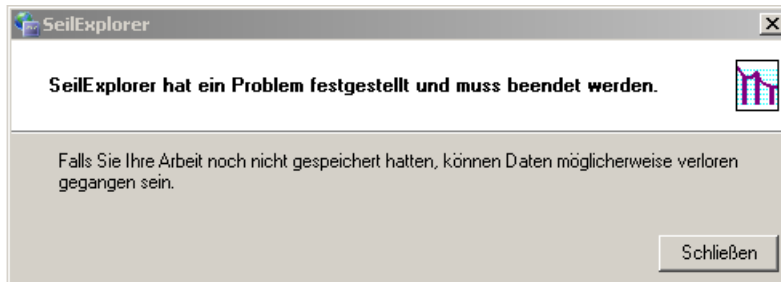 SeilExplorer
SeilExplorer hat ein Problem festgestellt und muss beendet werden.
Falls Sie Ihre Arbeit noch nicht gespeichert hatten, können Daten möglicherweise verloren
gegangen sein.
Schließen